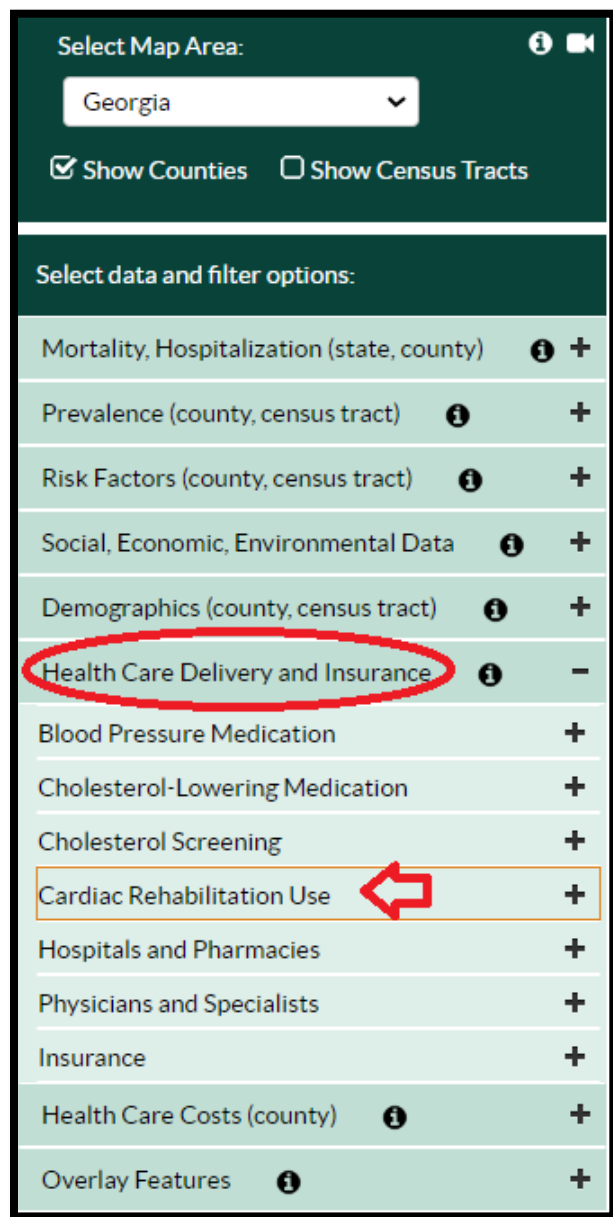 Select Map Area:
Georgia
Show Counties Show Census Tracts
Select data and filter options:
Mortality, Hospitalization (state, county)
Prevalence (county, census tract)
Risk Factors (county, census tract)
Social, Economic, Environmental Data
Demographics (county, census tract)
Health Care Delivery and Insurance
Blood Pressure Medication
Cholesterol-Lowering Medication
Cholesterol Screening
Cardiac Rehabilitation Use
Hospitals and Pharmacies
Physicians and Specialists
Insurance
Health Care Costs (county)
Overlay Features